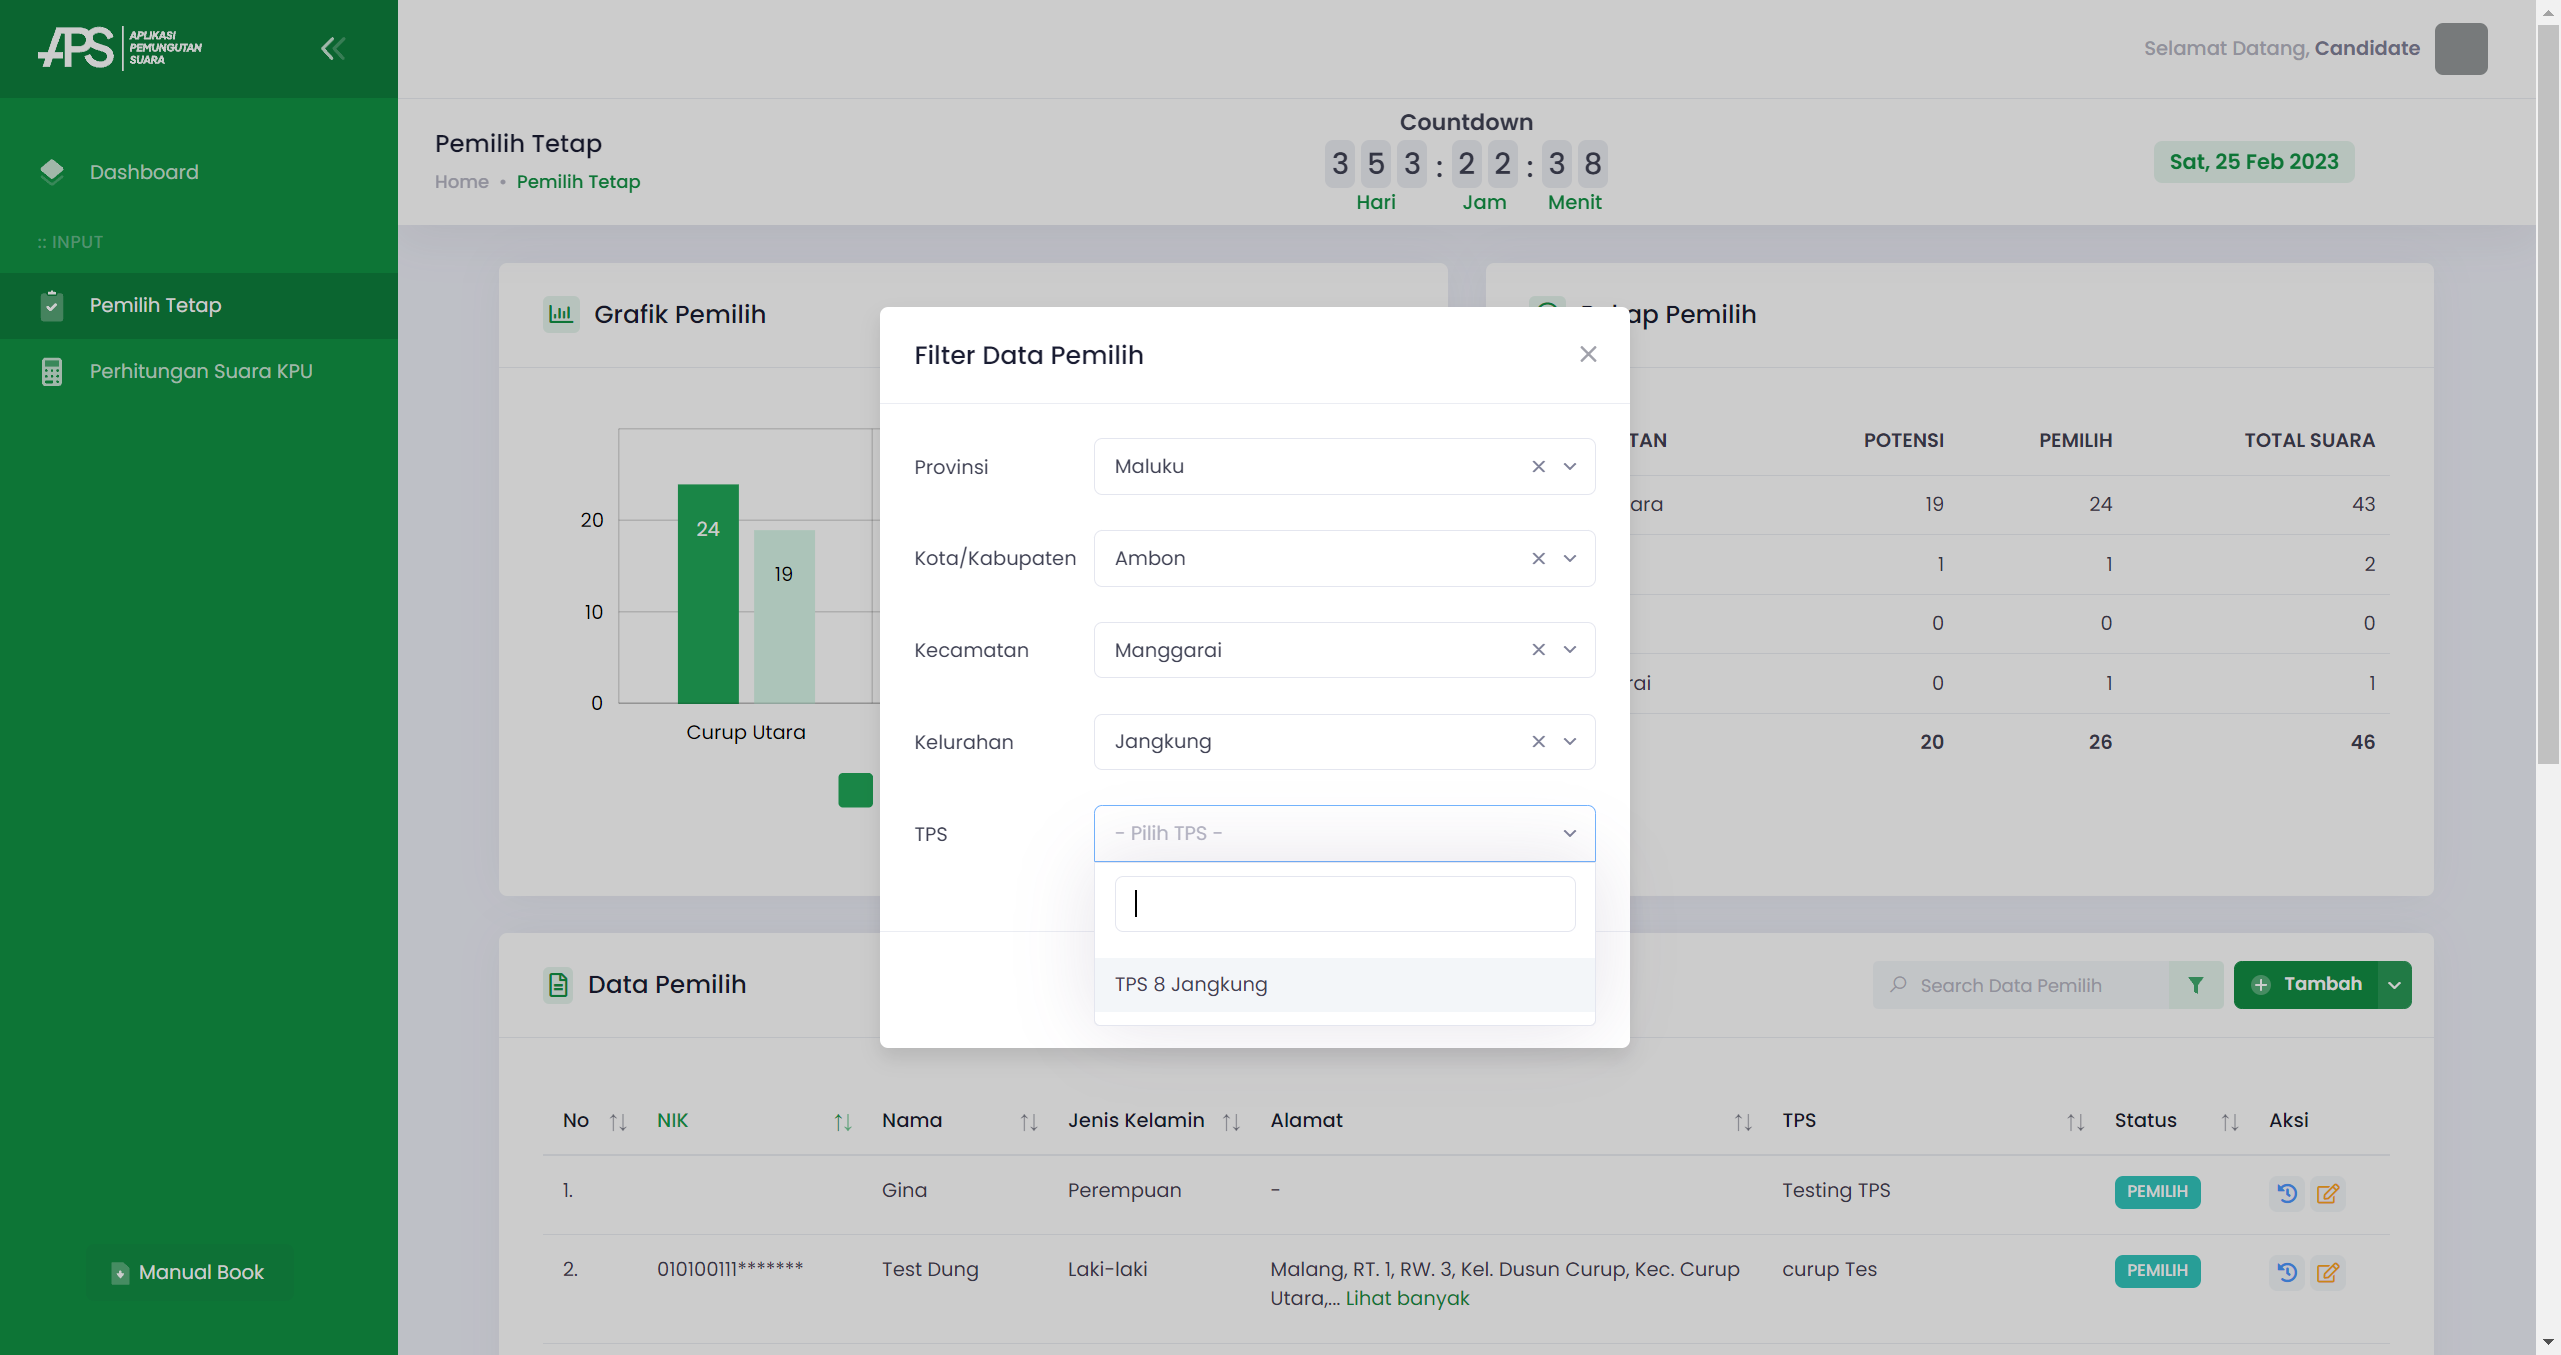 APS APLIKASI
PEMUNGUTAN
SUARA
Selamat Datang, Candidate
Dashboard
:: INPUT
Pemilih Tetap
Perhitungan Suara KPU
Manual Book
Pemilih Tetap
Home • Pemilih Tetap
Countdown
3 5 3 : 2 2 : 3 8
Hari Jam Menit
Sat, 25 Feb 2023
Grafik Pemilih
20
10
0
24
19
Curup Utara
ap Pemilih
TAN POTENSI PEMILIH TOTAL SUARA
ara 19 24 43
1 1 2
0 0 0
rai 0 1 1
20 26 46
Filter Data Pemilih
Provinsi Maluku
Kota/Kabupaten Ambon
Kecamatan Manggarai
Kelurahan Jangkung
TPS - Pilih TPS -
TPS 8 Jangkung
Data Pemilih
Search Data Pemilih
Tambah
No NIK Nama Jenis Kelamin Alamat TPS Status Aksi
1. Gina Perempuan - Testing TPS PEMILIH
2. 010100111******* Test Dung Laki-laki Malang, RT. 1, RW. 3, Kel. Dusun Curup, Kec. Curup curup Tes PEMILIH
Utara,... Lihat banyak